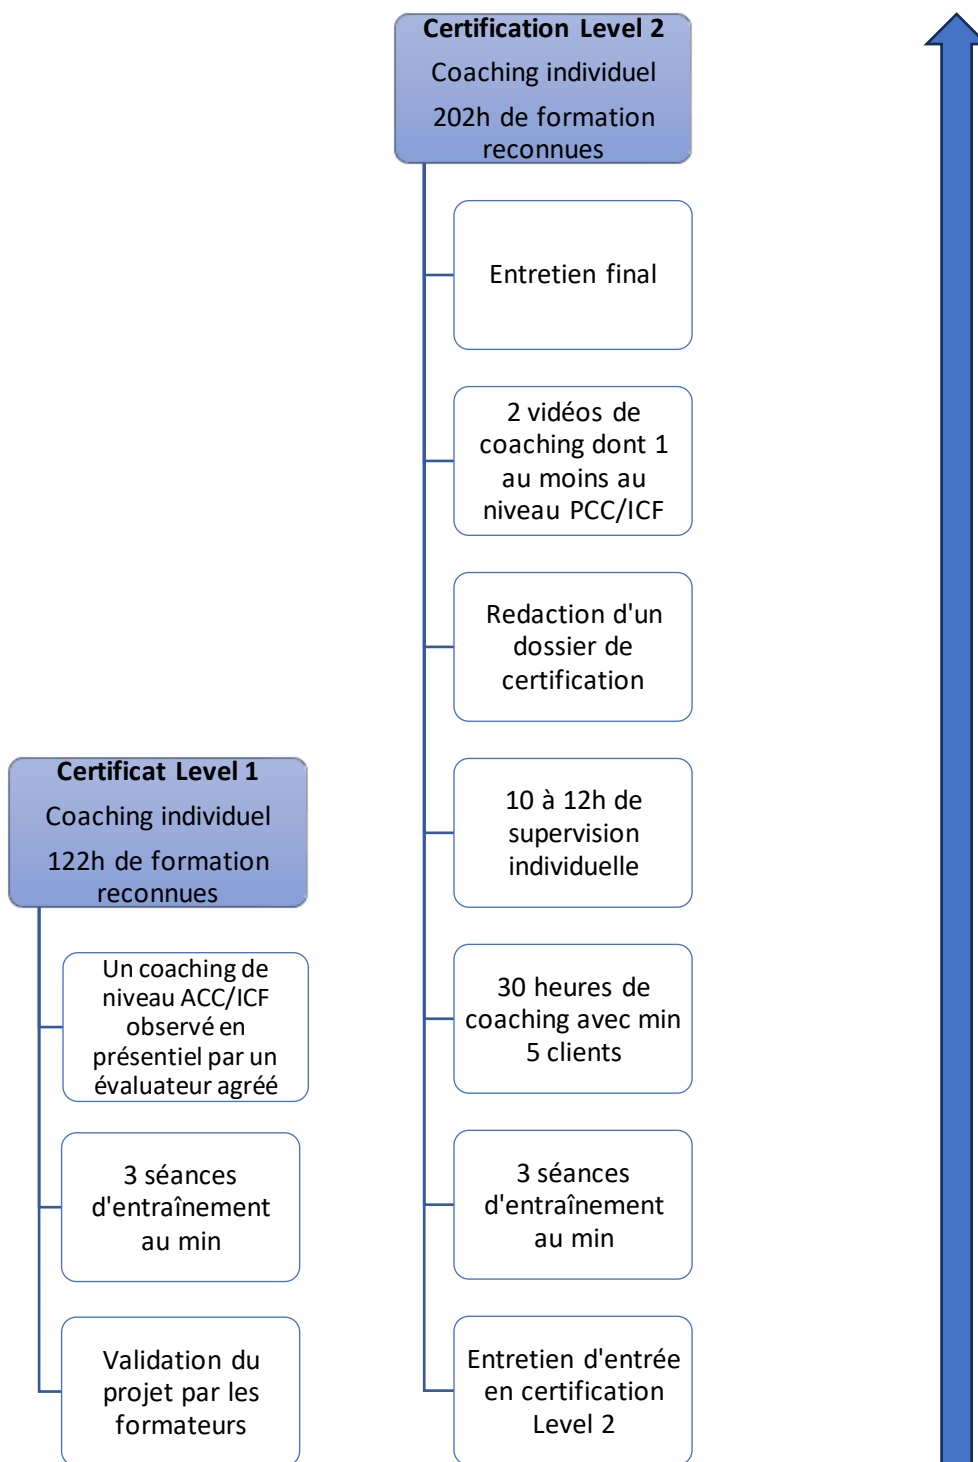 Certification Level 2
Coaching individuel
202h de formation
reconnues
Entretien final
2 vidéos de
coaching dont 1
au moins au
niveau PCC/ICF
Redaction d'un
dossier de
certification
Certificat Level 1
Coaching individuel
122h de formation
reconnues
10 à 12h de
supervision
individuelle
Un coaching de
niveau ACC/ICF
observé en
présentiel par un
évaluateur agréé
30 heures de
coaching avec min
5 clients
3 séances
d'entraînement
au min
3 séances
d'entraînement
au min
Validation du
projet par les
formateurs
Entretien d'entrée
en certification
Level 2